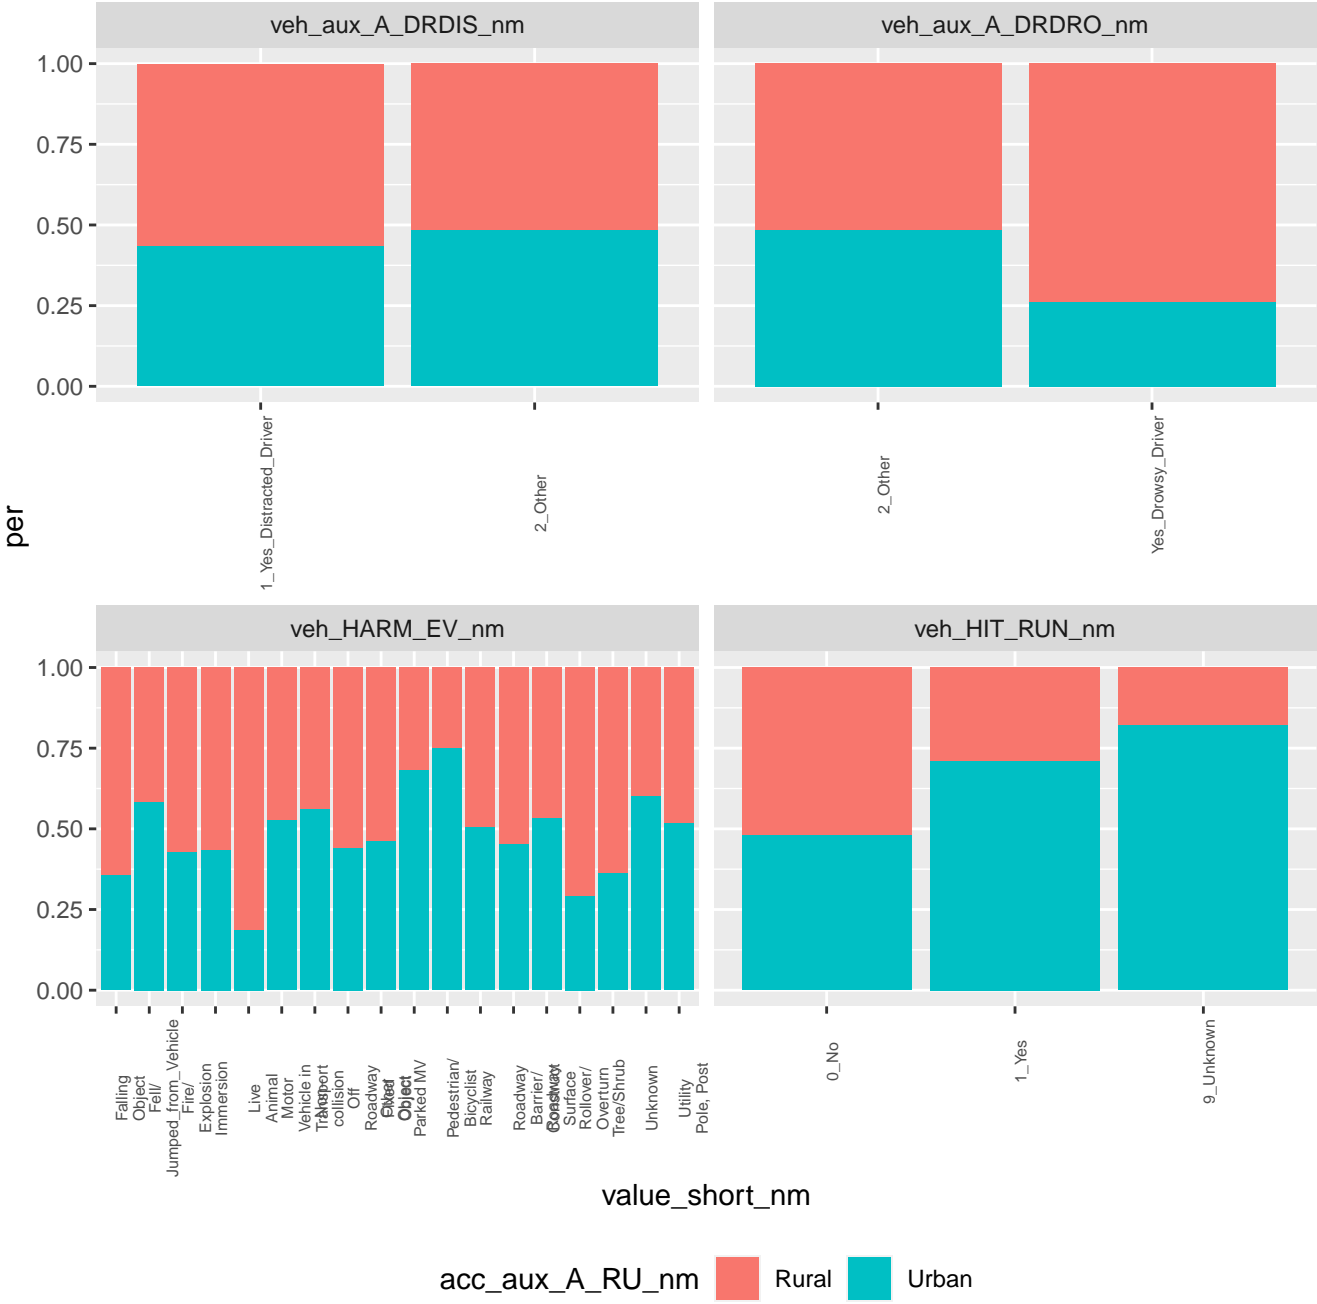 veh_aux_A_DRDIS_nm
veh_aux_A_DRDRO_nm
1.00
0.75
0.50
0.25
0.00
1_Yes_Distracted_Driver
2_Other
2_Other
Yes_Drowsy_Driver
per
veh_HARM_EV_nm
veh_HIT_RUN_nm
1.00
0.75
0.50
0.25
0.00
Falling
Object
Fell/
Jumped_from_Vehicle
Fire/
Explosion
Immersion
Live
Animal
Motor
Vehicle in
Transport
collision
Off
Roadway
Object
Parked MV
Pedestrian/
Bicyclist
Railway
Roadway
Barrier/
Surface
Rollover/
Overturn
Tree/Shrub
Unknown
Utility
Pole, Post
0_No
1_Yes
9_Unknown
value_short_nm
acc_aux_A_RU_nm
Rural
Urban